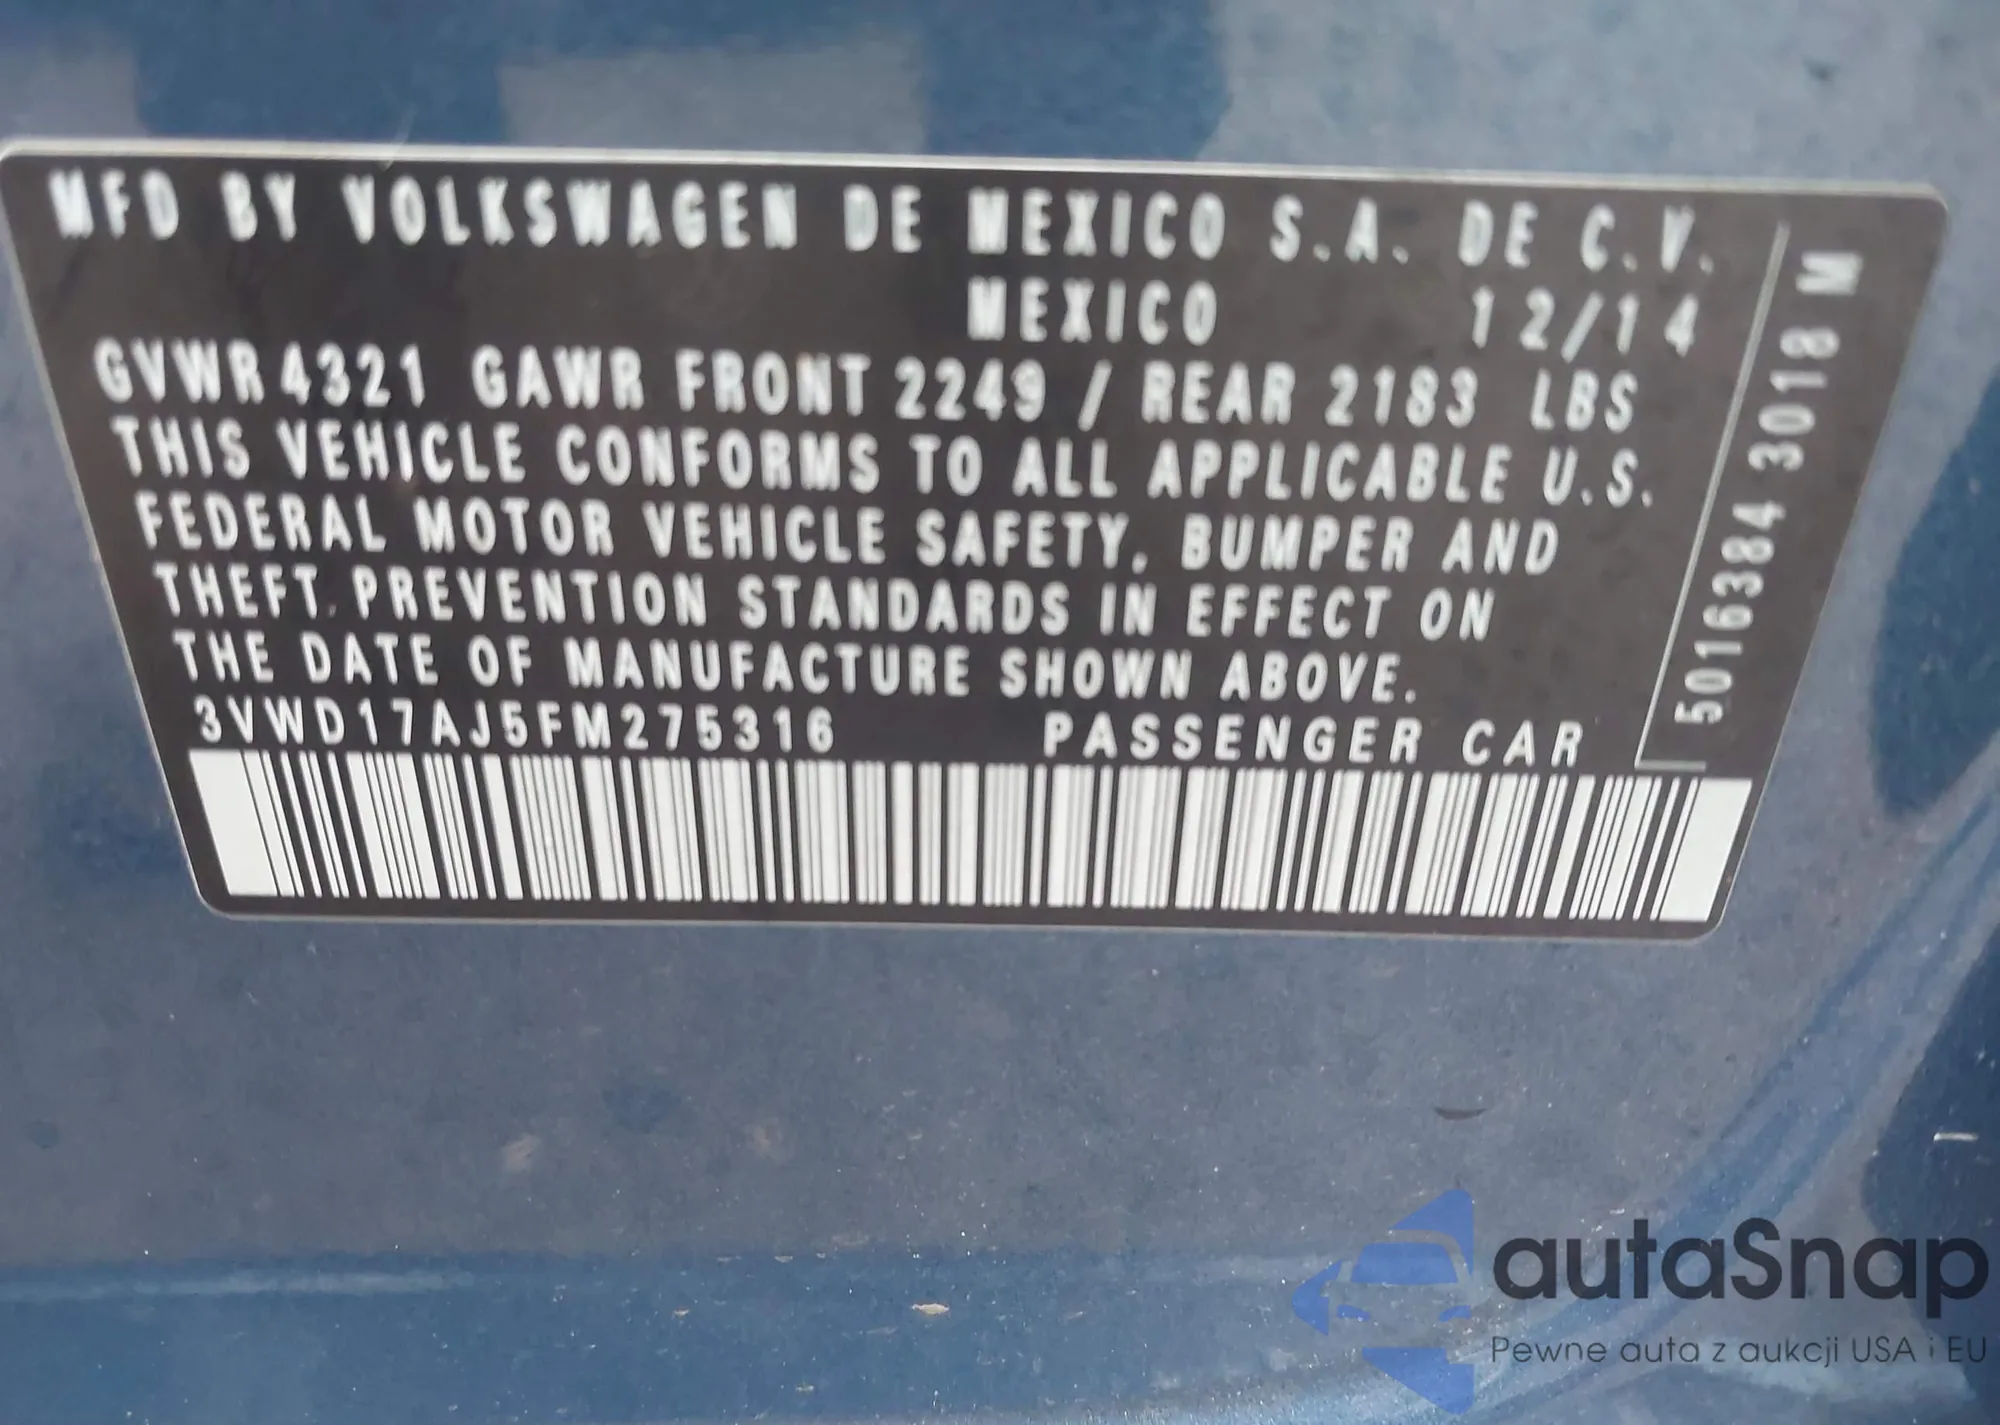 MFD BY VOLKSWAGEN DE MEXICO S.A. DE C.V.
MEXICO 12/14
GVWR 4321 GAWR FRONT 2249 / REAR 2183 LBS
THIS VEHICLE CONFORMS TO ALL APPLICABLE U.S.
FEDERAL MOTOR VEHICLE SAFETY, BUMPER AND
THEFT PREVENTION STANDARDS IN EFFECT ON
THE DATE OF MANUFACTURE SHOWN ABOVE.
3VWD17AJ5FM275316 PASSENGER CAR
5016384 3018 M
autaSnap
Pewne auta z aukcji USA i EU